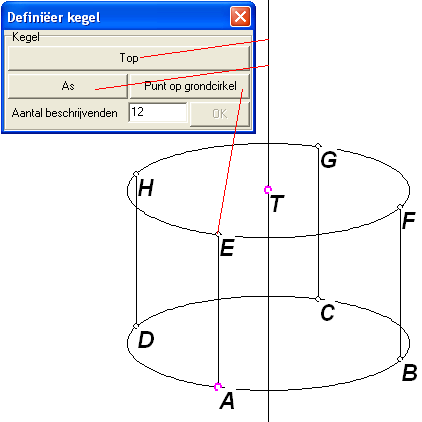 Definiëer kegel
Kegel
Top
As Punt op grondcirkel
Aantal beschrijvenden 12 OK
G
H
T
F
E
C
D
B
A